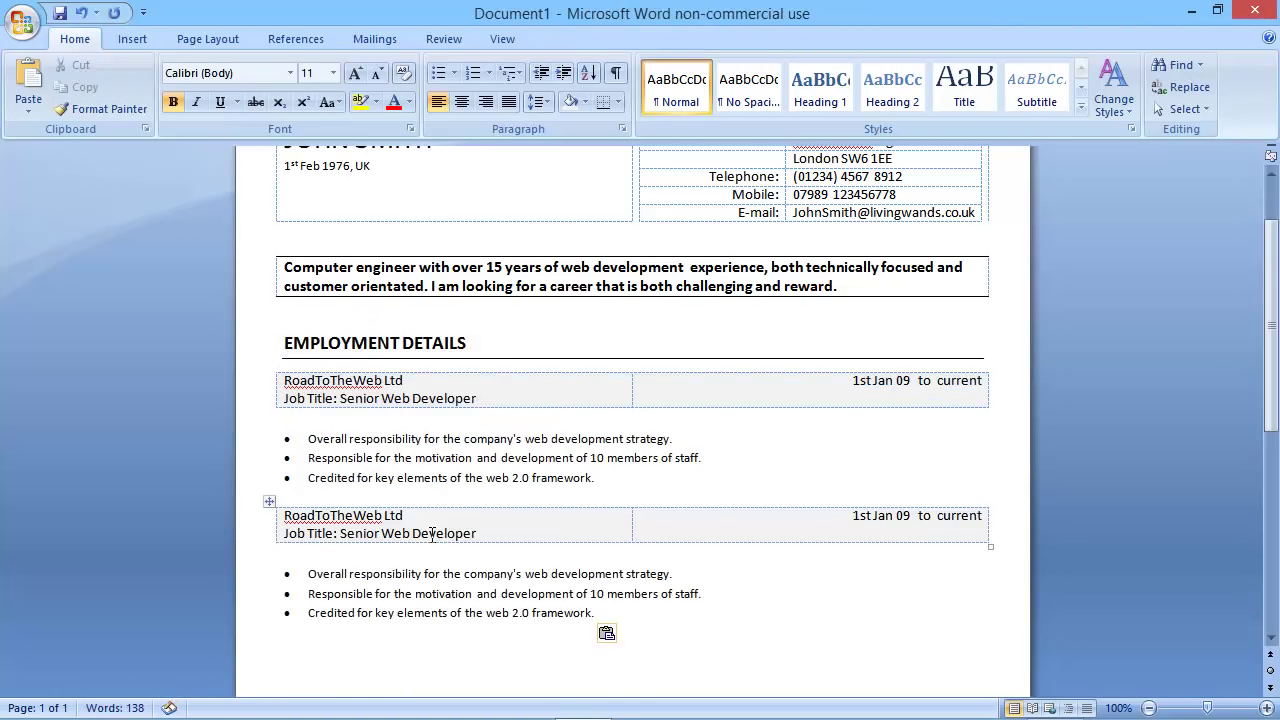 Document1 - Microsoft Word non-commercial use
Home Insert Page Layout References Mailings Review View
Paste
Cut
Copy
Format Painter
Clipboard
Calibri (Body) 11
B I U abc X₂ X² Aa
Font
Paragraph
AaBbCcDc AaBbCcDc AaBbCc AaBbCc AaB AaBbCc.
¶ Normal ¶ No Spaci... Heading 1 Heading 2 Title Subtitle
Change Styles
Styles
Find
Replace
Select
Editing
JOHN SMITH
1st Feb 1976, UK
London SW6 1EE
Telephone: (01234) 4567 8912
Mobile: 07989 123456778
E-mail: JohnSmith@livingwands.co.uk
Computer engineer with over 15 years of web development experience, both technically focused and
customer orientated. I am looking for a career that is both challenging and reward.
EMPLOYMENT DETAILS
RoadToTheWeb Ltd 1st Jan 09 to current
Job Title: Senior Web Developer
• Overall responsibility for the company's web development strategy.
• Responsible for the motivation and development of 10 members of staff.
• Credited for key elements of the web 2.0 framework.
RoadToTheWeb Ltd 1st Jan 09 to current
Job Title: Senior Web Developer
• Overall responsibility for the company's web development strategy.
• Responsible for the motivation and development of 10 members of staff.
• Credited for key elements of the web 2.0 framework.
Page: 1 of 1 Words: 138 100%